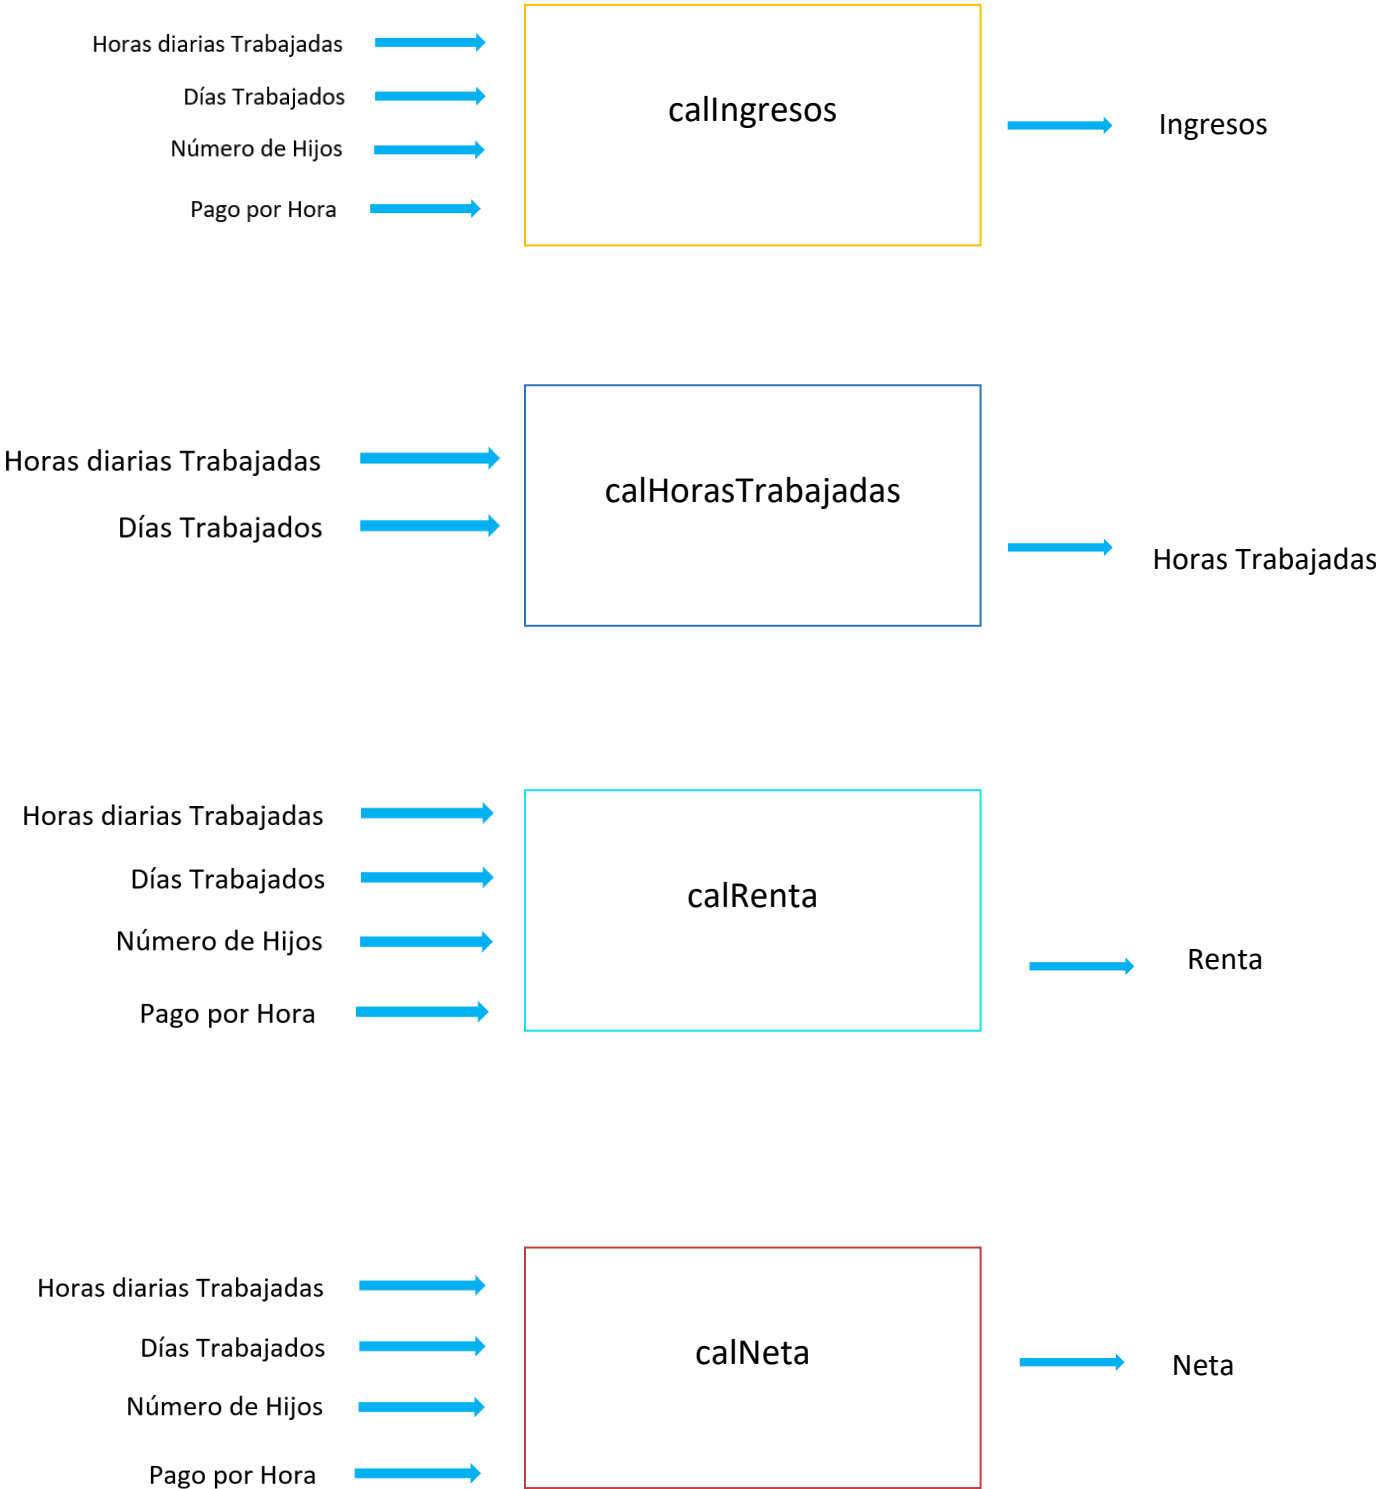 Horas diarias Trabajadas
Días Trabajados
Número de Hijos
Pago por Hora
calIngresos
Ingresos
Horas diarias Trabajadas
Días Trabajados
calHorasTrabajadas
Horas Trabajadas
Horas diarias Trabajadas
Días Trabajados
Número de Hijos
Pago por Hora
calRenta
Renta
Horas diarias Trabajadas
Días Trabajados
Número de Hijos
Pago por Hora
calNeta
Neta